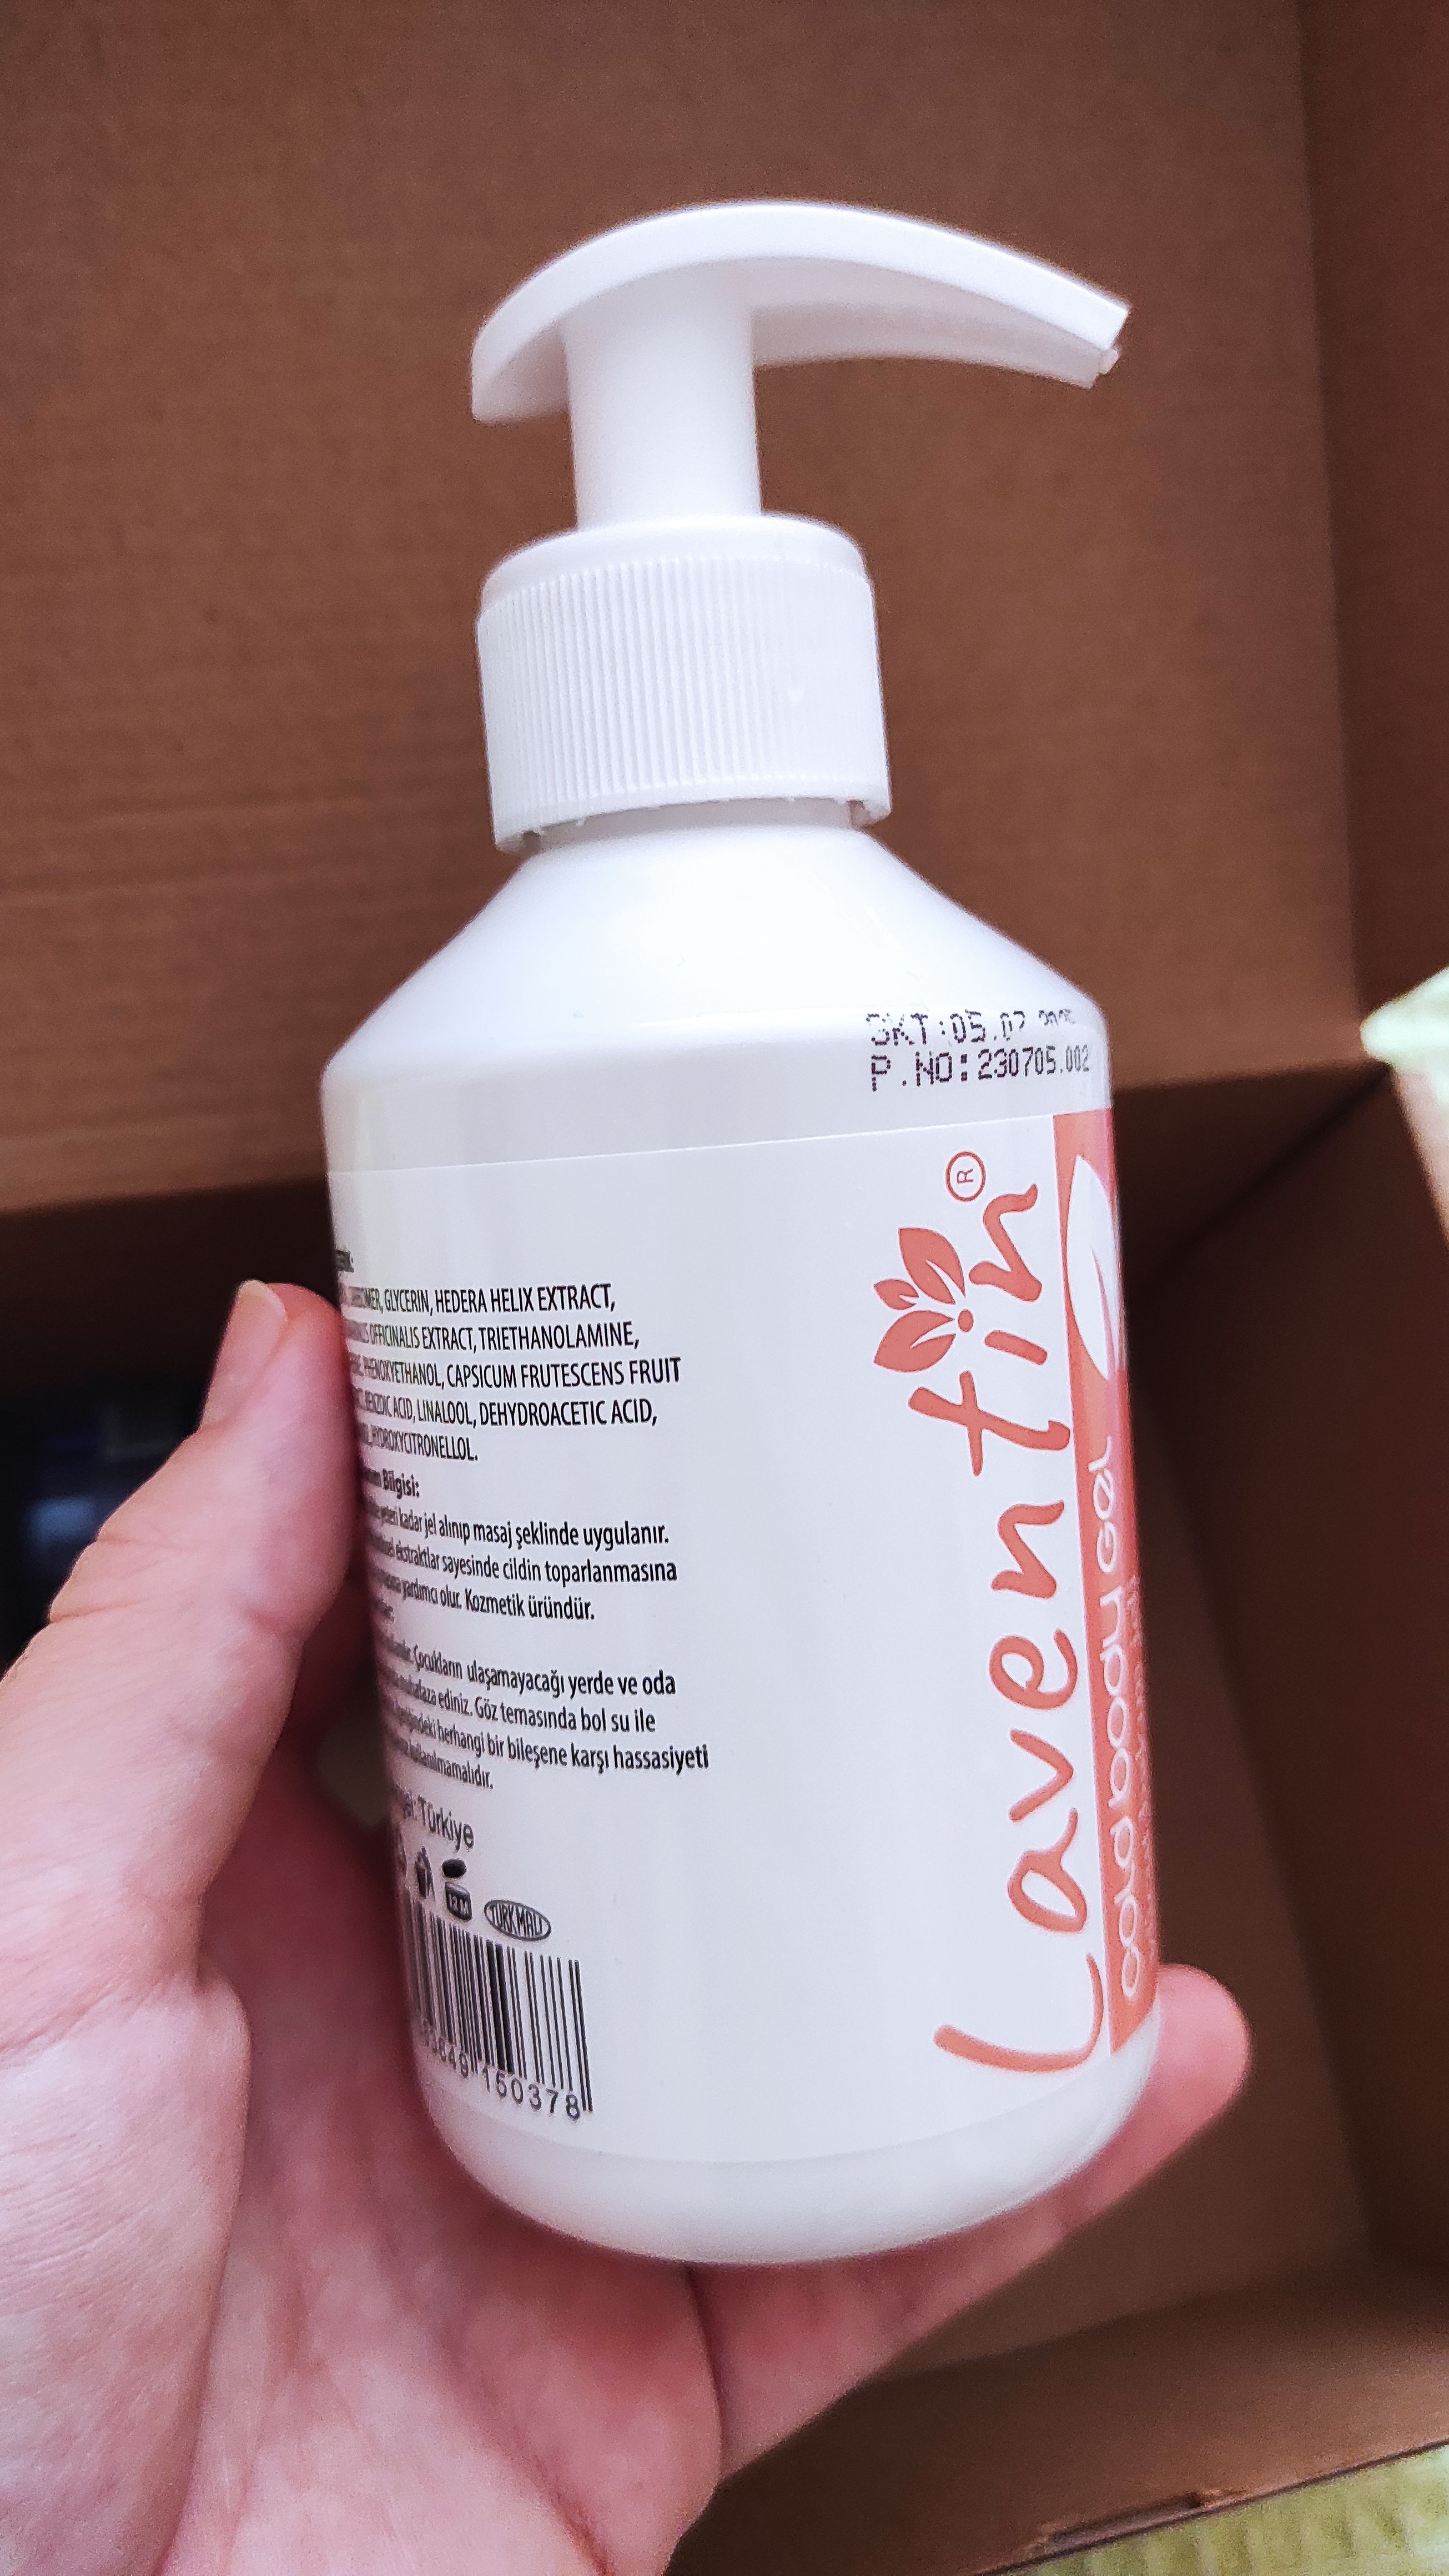 SKT:05.07
P.NO:230705.002
Laventin®
cold body Gel
GLYCERIN, HEDERA HELIX EXTRACT,
OFFICINALIS EXTRACT, TRIETHANOLAMINE,
PHENOXYETHANOL, CAPSICUM FRUTESCENS FRUIT
BENZOIC ACID, LINALOOL, DEHYDROACETIC ACID,
HYDROXYCITRONELLOL.
Bilgisi:
kadar jel alınıp masaj şeklinde uygulanır.
ekstraktlar sayesinde cildin toparlanmasına
yardımcı olur. Kozmetik üründür.
Çocukların ulaşamayacağı yerde ve oda
muhafaza ediniz. Göz temasında bol su ile
herhangi bir bileşene karşı hassasiyeti
kullanılmamalıdır.
Türkiye
12 M
TÜRK MALI
150378